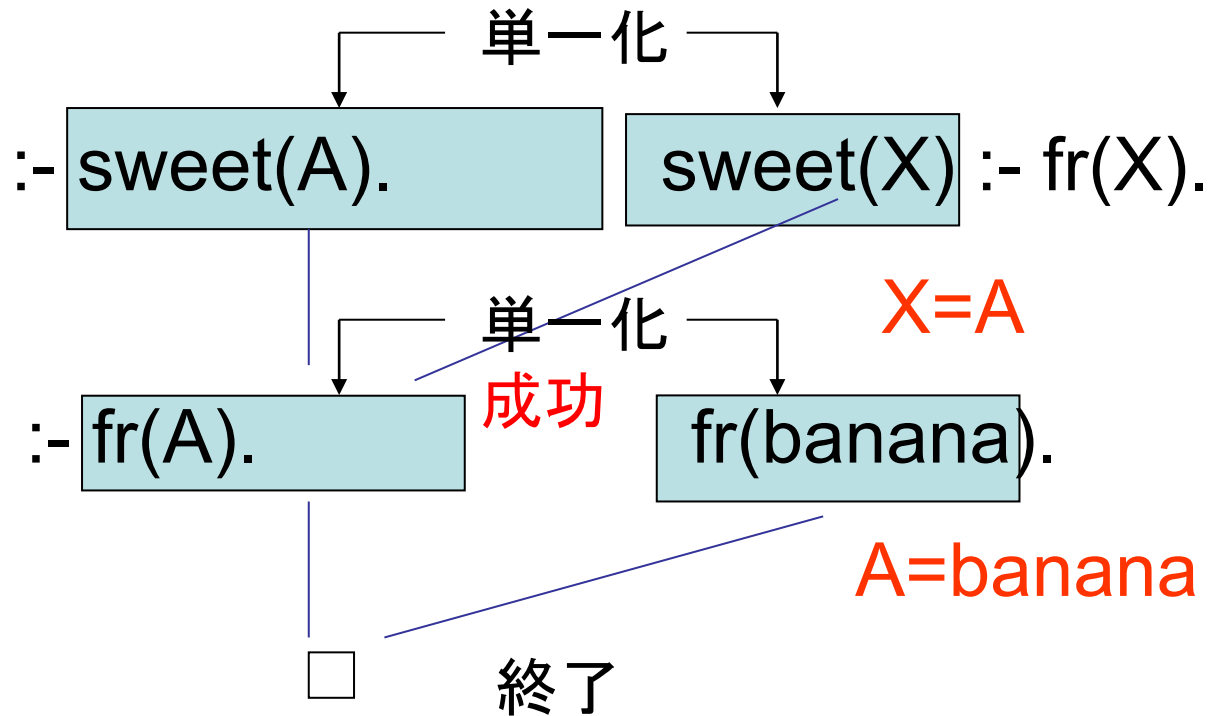 単一化
:- sweet(A). sweet(X) :- fr(X).
X=A
単一化
成功
:- fr(A). fr(banana).
A=banana
終了